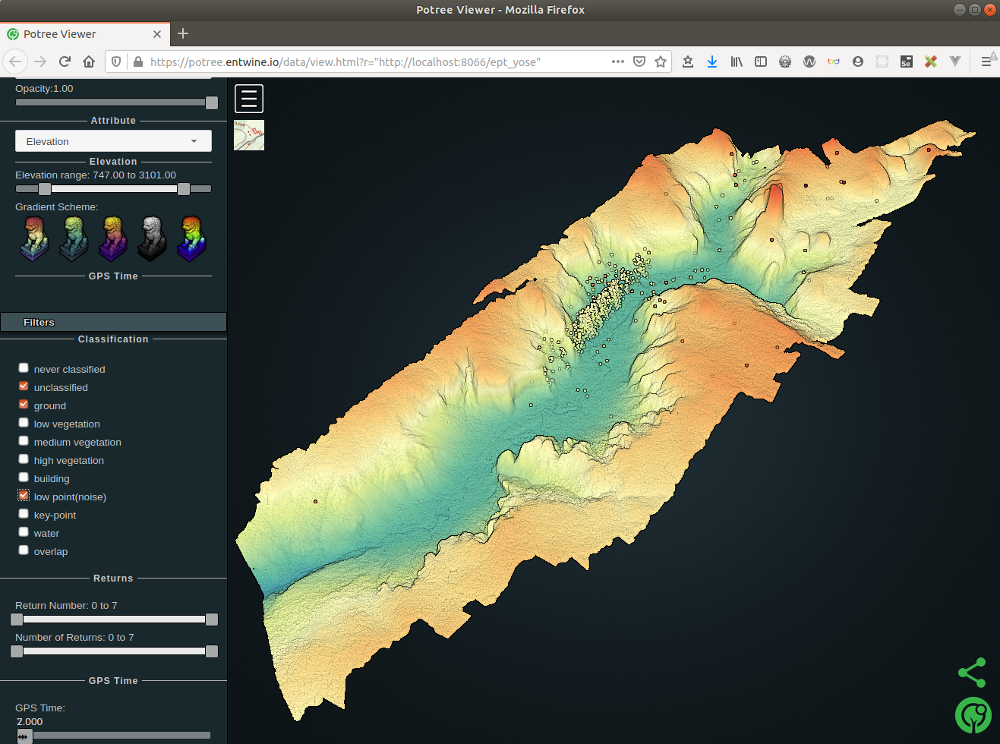 Potree Viewer - Mozilla Firefox
Potree Viewer
https://potree.entwine.io/data/view.html?r="http://localhost:8066/ept_yose"
Opacity:1.00
Attribute
Elevation
Elevation
Elevation range: 747.00 to 3101.00
Gradient Scheme:
GPS Time
Filters
Classification
never classified
unclassified
ground
low vegetation
medium vegetation
high vegetation
building
low point(noise)
key-point
water
overlap
Returns
Return Number: 0 to 7
Number of Returns: 0 to 7
GPS Time
GPS Time:
2.000